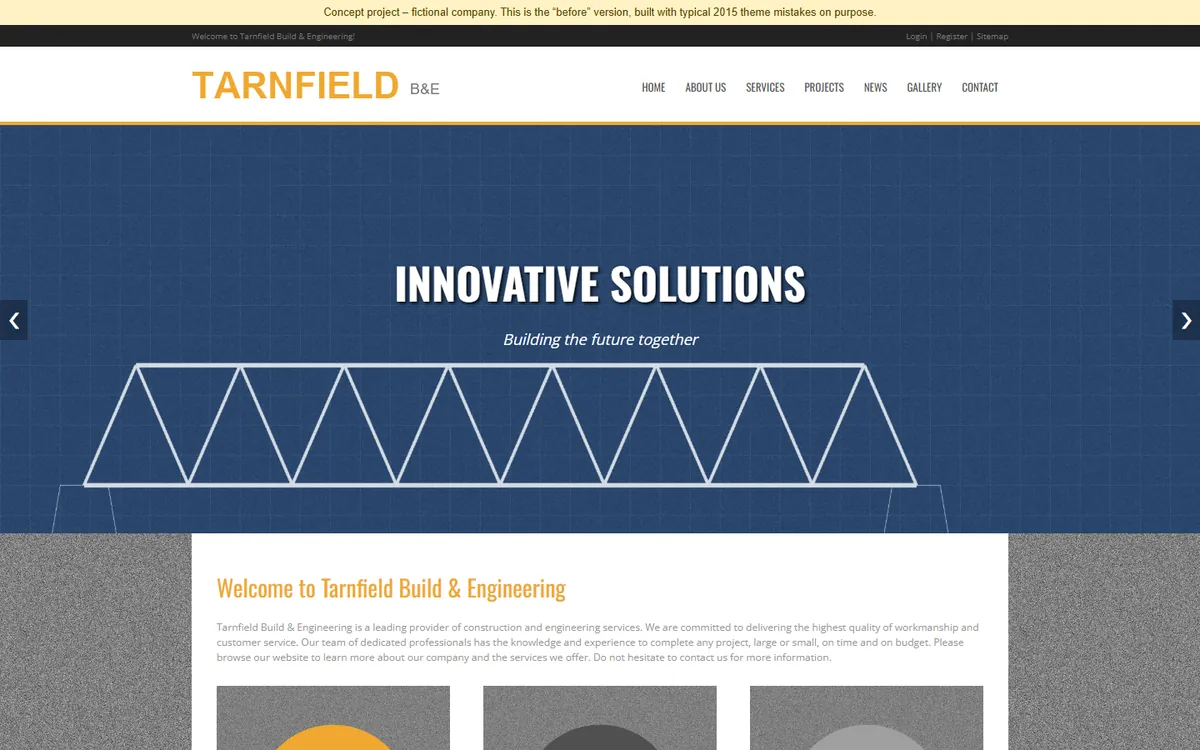 Concept project – fictional company. This is the “before” version, built with typical 2015 theme mistakes on purpose.
Welcome to Tarnfield Build & Engineering!
Login | Register | Sitemap
TARNFIELD B&E
HOME ABOUT US SERVICES PROJECTS NEWS GALLERY CONTACT
INNOVATIVE SOLUTIONS
Building the future together
Welcome to Tarnfield Build & Engineering
Tarnfield Build & Engineering is a leading provider of construction and engineering services. We are committed to delivering the highest quality of workmanship and
customer service. Our team of dedicated professionals has the knowledge and experience to complete any project, large or small, on time and on budget. Please
browse our website to learn more about our company and the services we offer. Do not hesitate to contact us for more information.